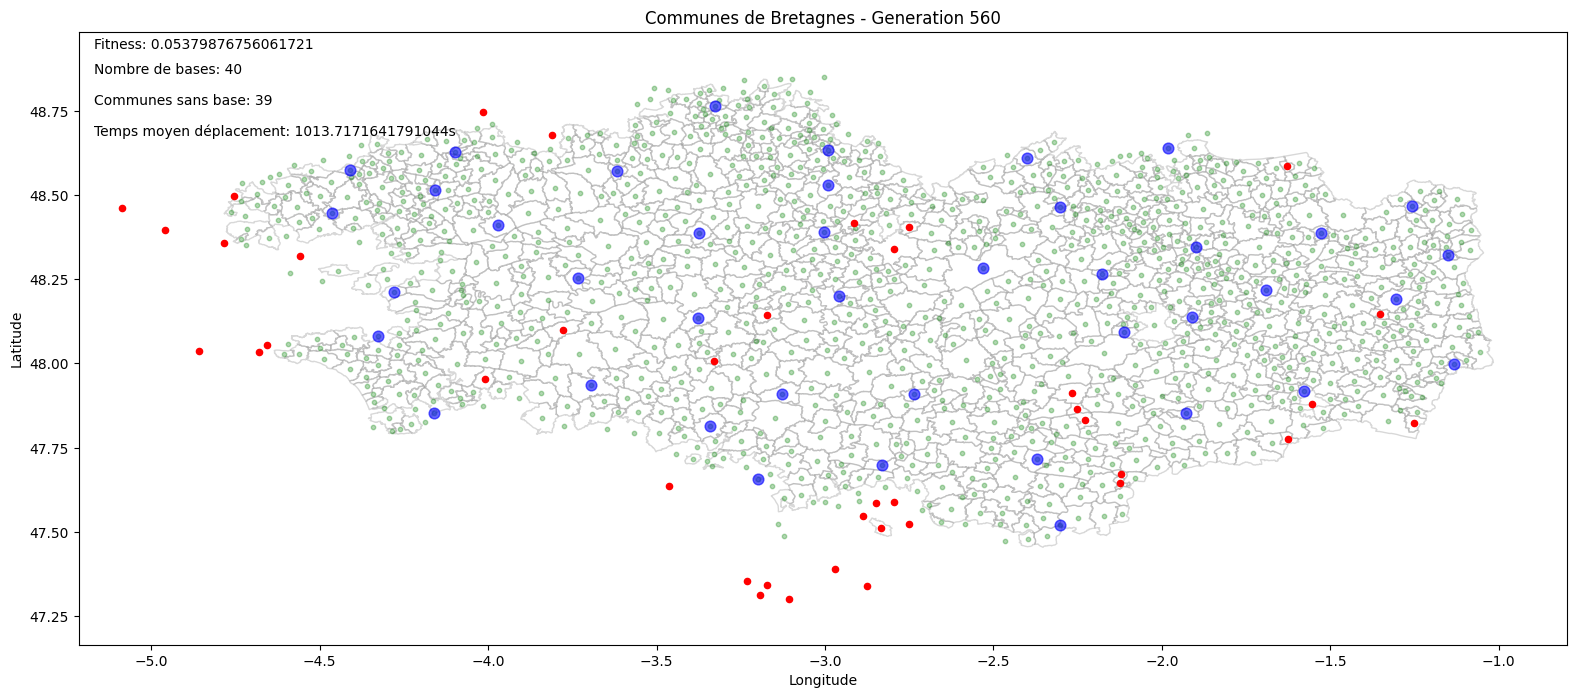 Communes de Bretagnes - Generation 560
Fitness: 0.05379876756061721
Nombre de bases: 40
Communes sans base: 39
Temps moyen déplacement: 1013.7171641791044s
Latitude
48.75
48.50
48.25
48.00
47.75
47.50
47.25
−5.0 −4.5 −4.0 −3.5 −3.0 −2.5 −2.0 −1.5 −1.0
Longitude